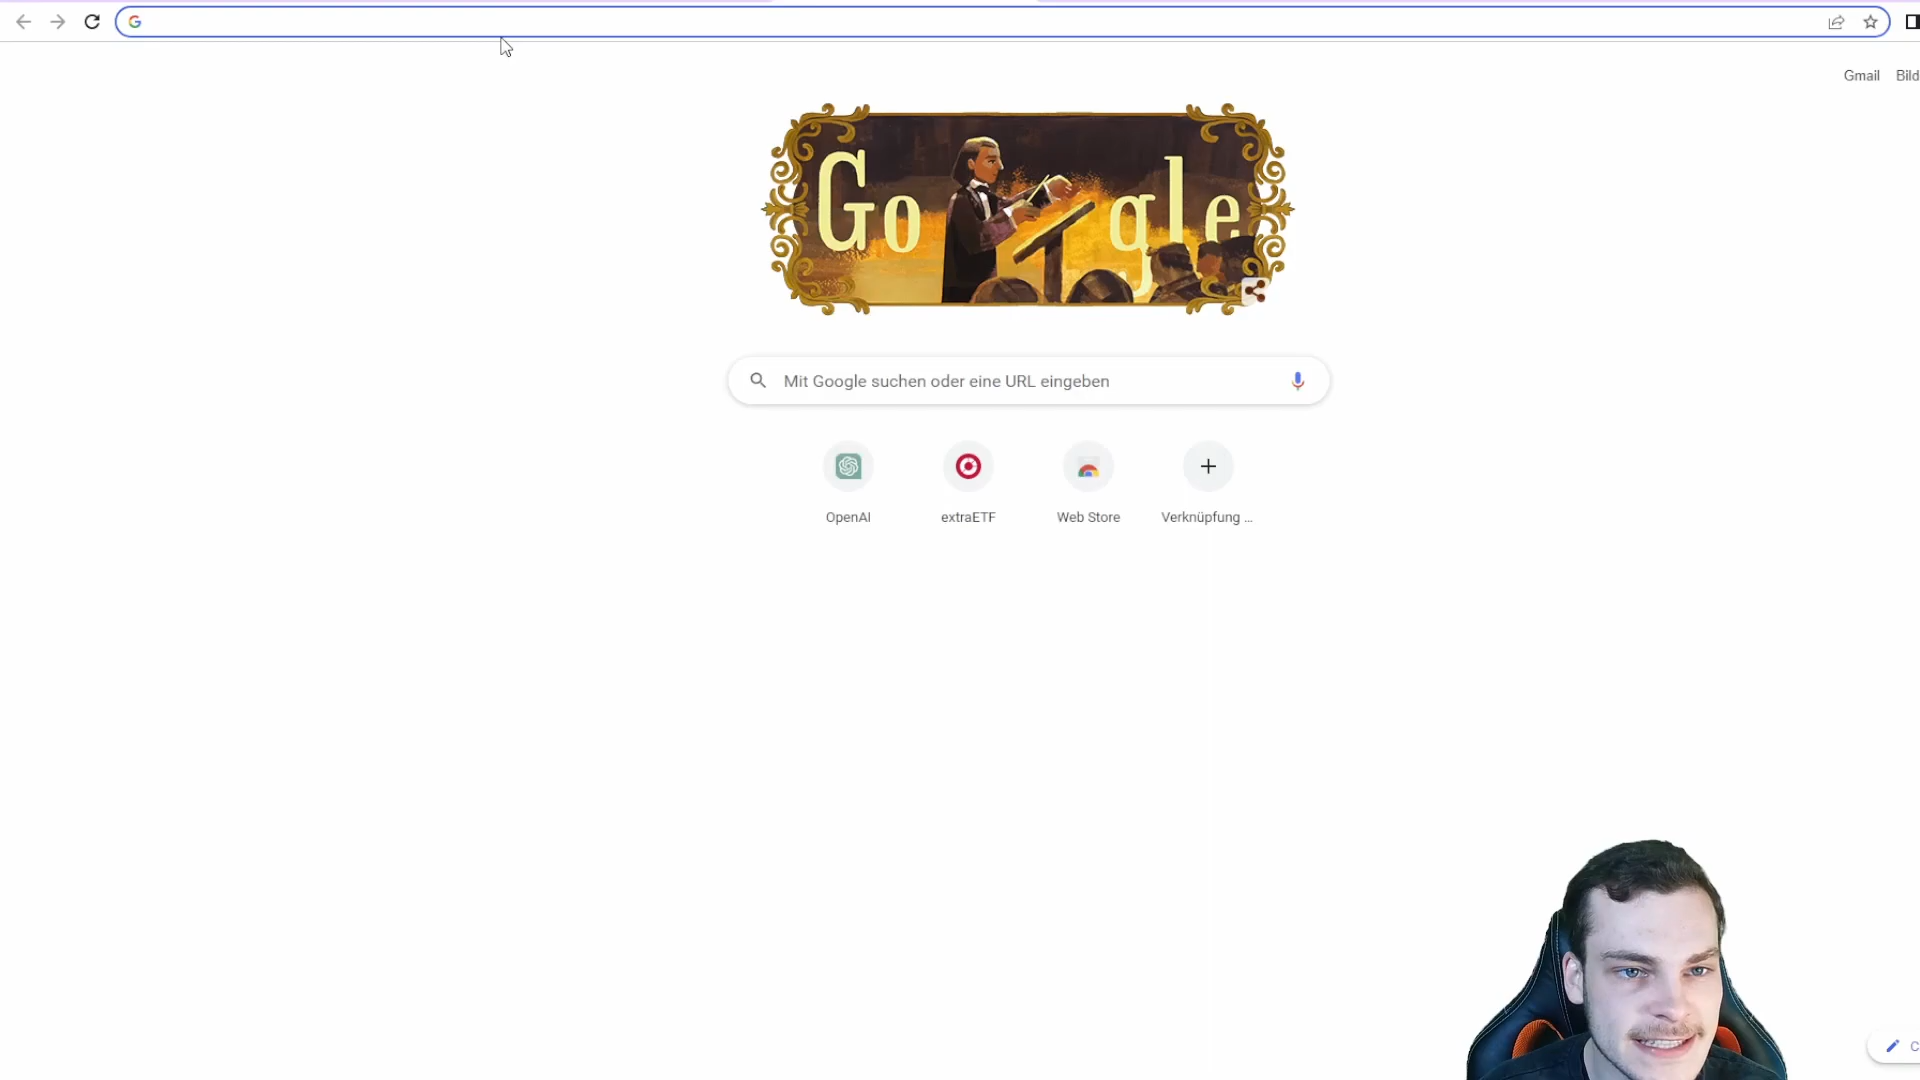 Gmail Bild
Google
Mit Google suchen oder eine URL eingeben
OpenAI extraETF Web Store Verknüpfung ...
C